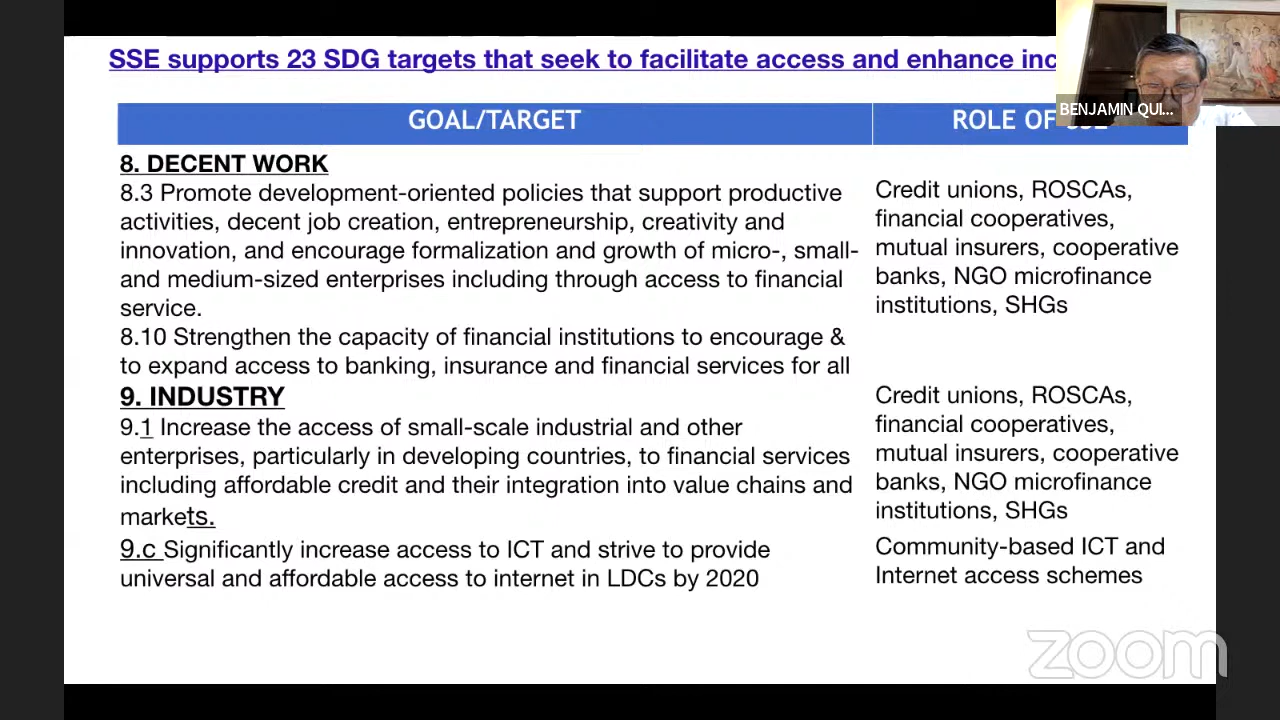 SSE supports 23 SDG targets that seek to facilitate access and enhance inc
BENJAMIN QUI...
GOAL/TARGET
ROLE OF
8. DECENT WORK
8.3 Promote development-oriented policies that support productive
activities, decent job creation, entrepreneurship, creativity and
innovation, and encourage formalization and growth of micro-, small-
and medium-sized enterprises including through access to financial
service.
8.10 Strengthen the capacity of financial institutions to encourage &
to expand access to banking, insurance and financial services for all
Credit unions, ROSCAs,
financial cooperatives,
mutual insurers, cooperative
banks, NGO microfinance
institutions, SHGs
9. INDUSTRY
9.1 Increase the access of small-scale industrial and other
enterprises, particularly in developing countries, to financial services
including affordable credit and their integration into value chains and
markets.
Credit unions, ROSCAs,
financial cooperatives,
mutual insurers, cooperative
banks, NGO microfinance
institutions, SHGs
9.c Significantly increase access to ICT and strive to provide
universal and affordable access to internet in LDCs by 2020
Community-based ICT and
Internet access schemes
zoom